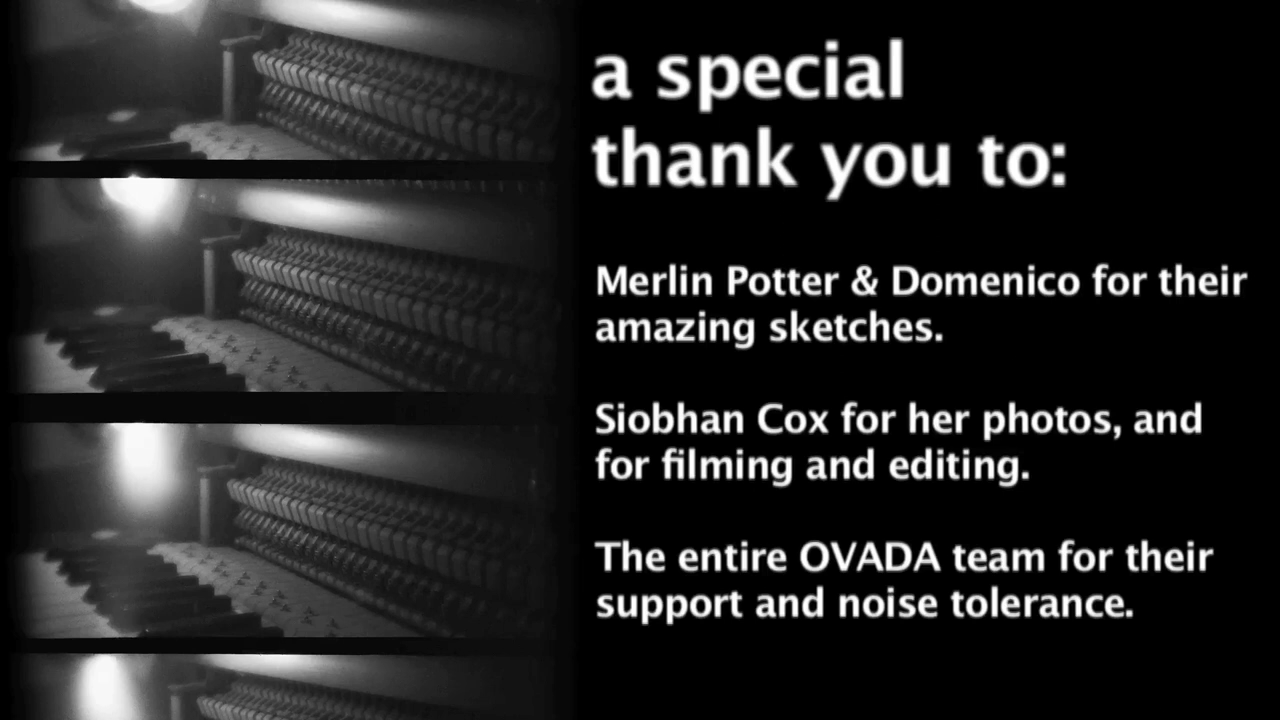 a special
thank you to:
Merlin Potter & Domenico for their
amazing sketches.
Siobhan Cox for her photos, and
for filming and editing.
The entire OVADA team for their
support and noise tolerance.